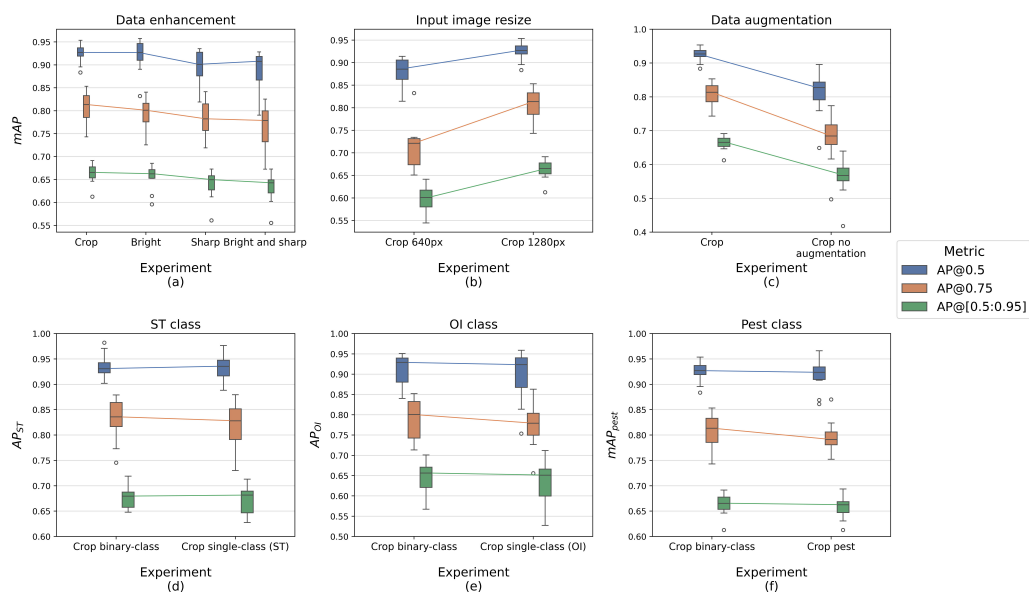 Data enhancement
Input image resize
Data augmentation
mAP
0.95
0.90
0.85
0.80
0.75
0.70
0.65
0.60
0.55
Crop
Bright
Sharp
Bright and sharp
Experiment
(a)
0.95
0.90
0.85
0.80
0.75
0.70
0.65
0.60
0.55
Crop 640px
Crop 1280px
Experiment
(b)
1.0
0.9
0.8
0.7
0.6
0.5
0.4
Crop
Crop no
augmentation
Experiment
(c)
Metric
AP@0.5
AP@0.75
AP@[0.5:0.95]
ST class
OI class
Pest class
AP_ST
1.00
0.95
0.90
0.85
0.80
0.75
0.70
0.65
0.60
Crop binary-class
Crop single-class (ST)
Experiment
(d)
AP_OI
1.00
0.95
0.90
0.85
0.80
0.75
0.70
0.65
0.60
0.55
0.50
Crop binary-class
Crop single-class (OI)
Experiment
(e)
mAP_pest
1.00
0.95
0.90
0.85
0.80
0.75
0.70
0.65
0.60
Crop binary-class
Crop pest
Experiment
(f)